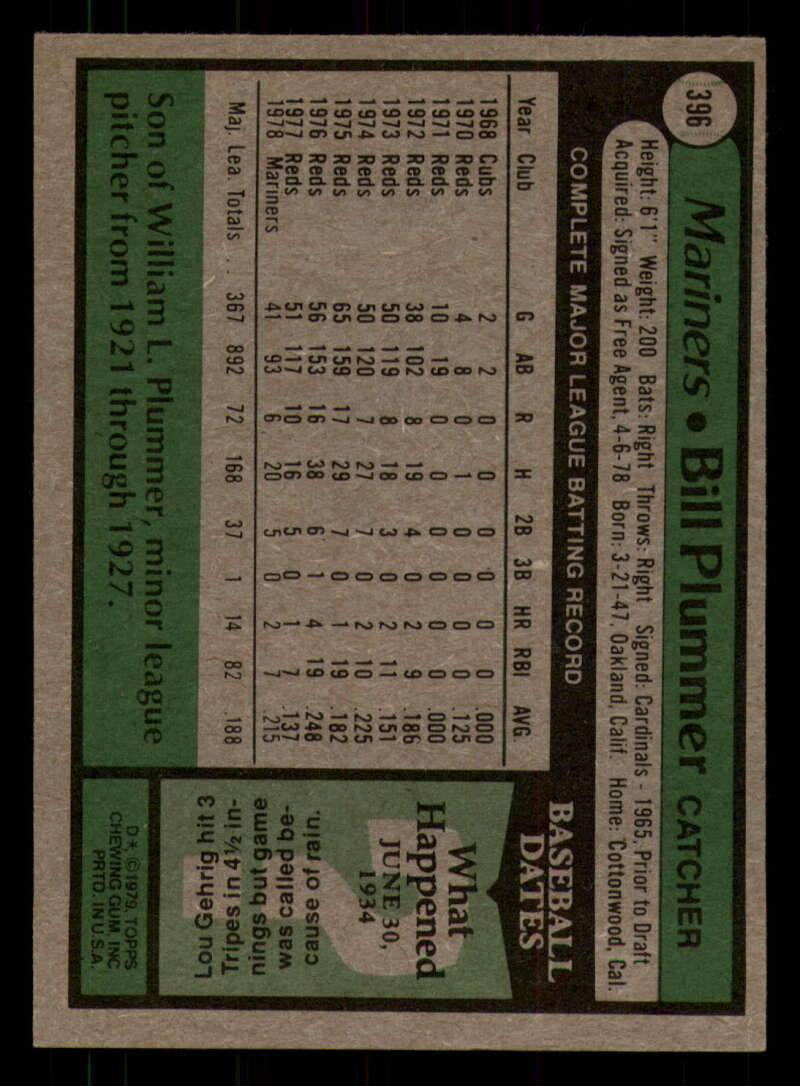 396
Mariners • Bill Plummer CATCHER
Height: 6'1" Weight: 200 Bats: Right Throws: Right Signed: Cardinals - 1965, Prior to Draft
Acquired: Signed as Free Agent, 4-6-78 Born: 3-21-47, Oakland, Calif. Home: Cottonwood, Cal.
COMPLETE MAJOR LEAGUE BATTING RECORD
Year Club G AB R H 2B 3B HR RBI AVG.
1968 Cubs 2 2 0 0 0 0 0 0 .000
1970 Reds 4 8 0 1 0 0 0 0 .125
1971 Reds 10 19 0 0 0 0 0 0 .000
1972 Reds 38 102 8 19 4 0 2 9 .186
1973 Reds 50 119 8 18 3 0 2 11 .151
1974 Reds 50 120 7 27 7 0 2 10 .225
1975 Reds 65 159 17 29 7 0 1 19 .182
1976 Reds 56 153 16 38 6 1 4 19 .248
1977 Reds 51 117 10 16 5 0 1 7 .137
1978 Mariners 41 93 6 20 5 0 2 7 .215
Maj. Lea. Totals . . 367 892 72 168 37 1 14 82 .188
Son of William L. Plummer, minor league
pitcher from 1921 through 1927.
BASEBALL
DATES
What
Happened
JUNE 30,
1934
Lou Gehrig hit 3
Tripes in 4½ in-
nings but game
was called be-
cause of rain.
D* ©1979 TOPPS
CHEWING GUM, INC
PRTD. IN U.S.A.